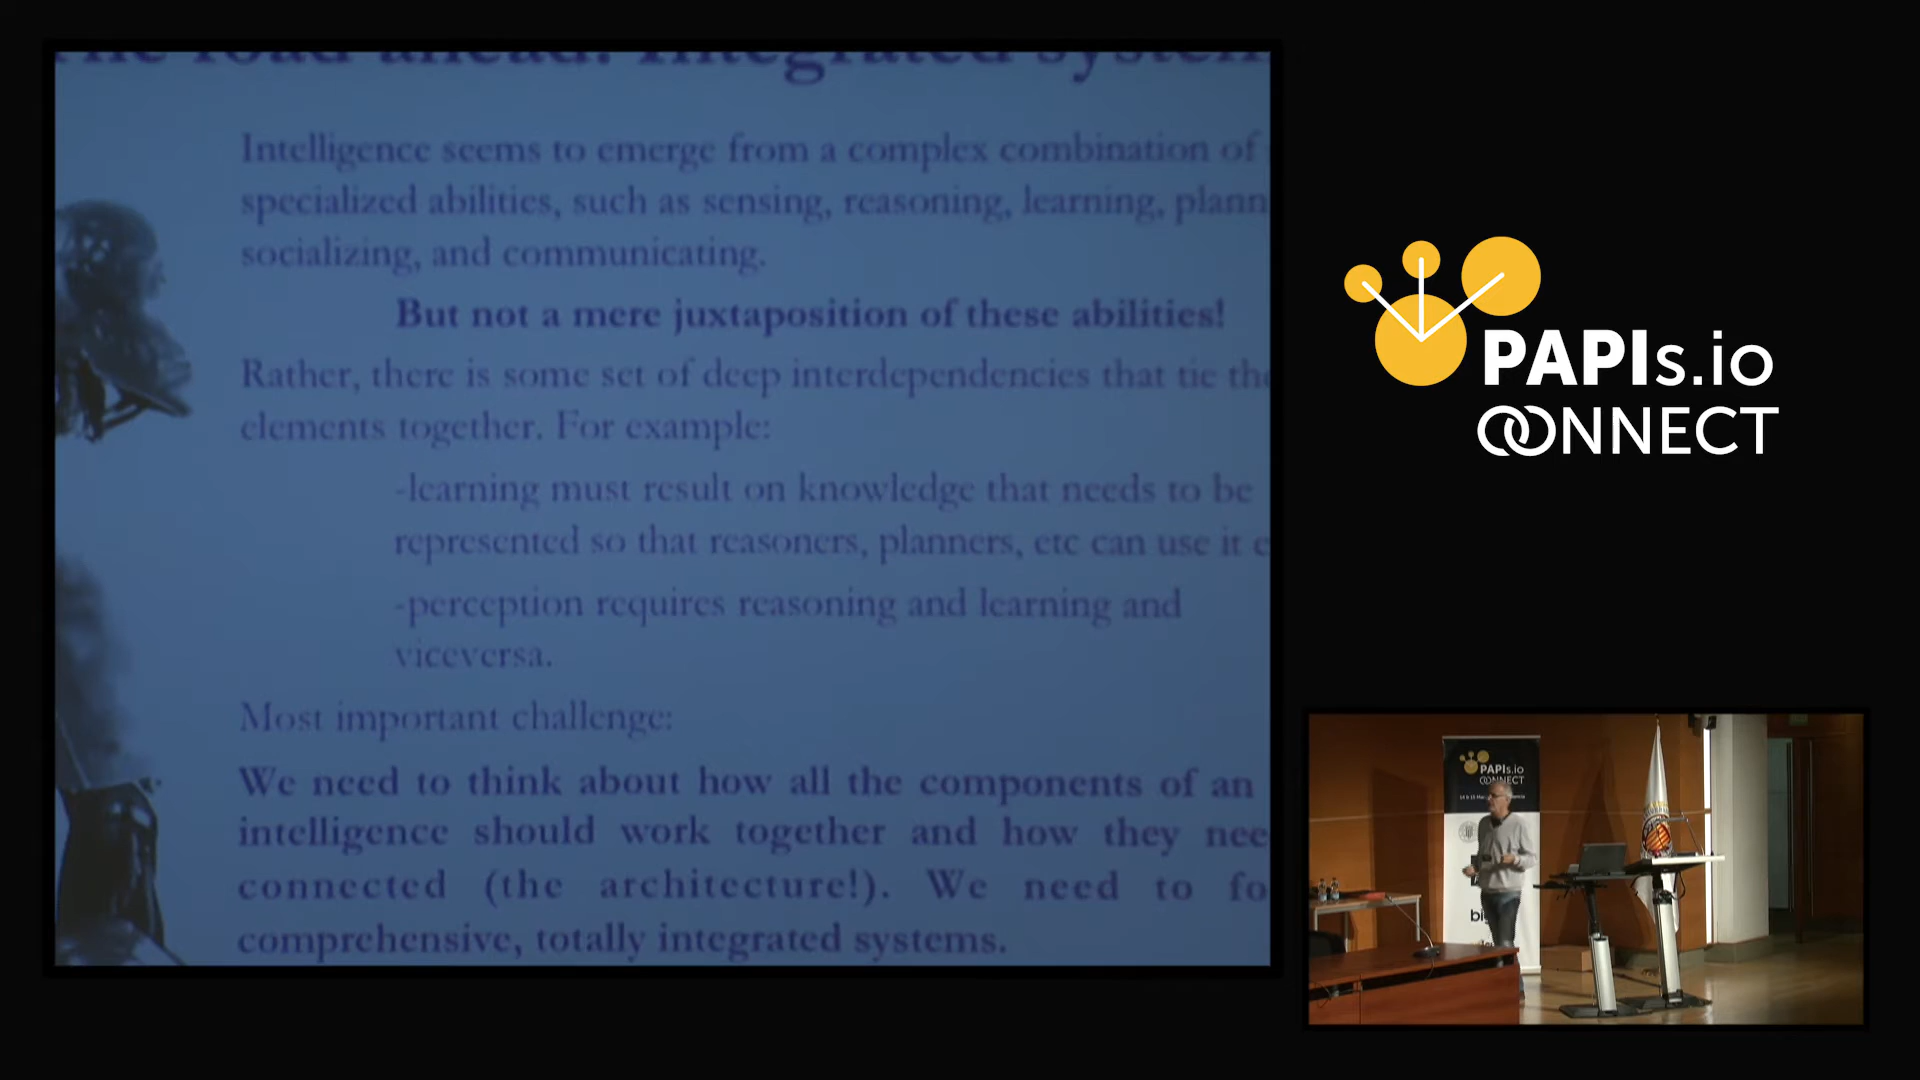 The road ahead: Integrated system
Intelligence seems to emerge from a complex combination of
specialized abilities, such as sensing, reasoning, learning, plann
socializing, and communicating.
But not a mere juxtaposition of these abilities!
Rather, there is some set of deep interdependencies that tie the
elements together. For example:
-learning must result on knowledge that needs to be
represented so that reasoners, planners, etc can use it
-perception requires reasoning and learning and
viceversa.
Most important challenge:
We need to think about how all the components of an
intelligence should work together and how they nee
connected (the architecture!). We need to fo
comprehensive, totally integrated systems.
PAPIs.io
CONNECT
PAPIs.io
CONNECT